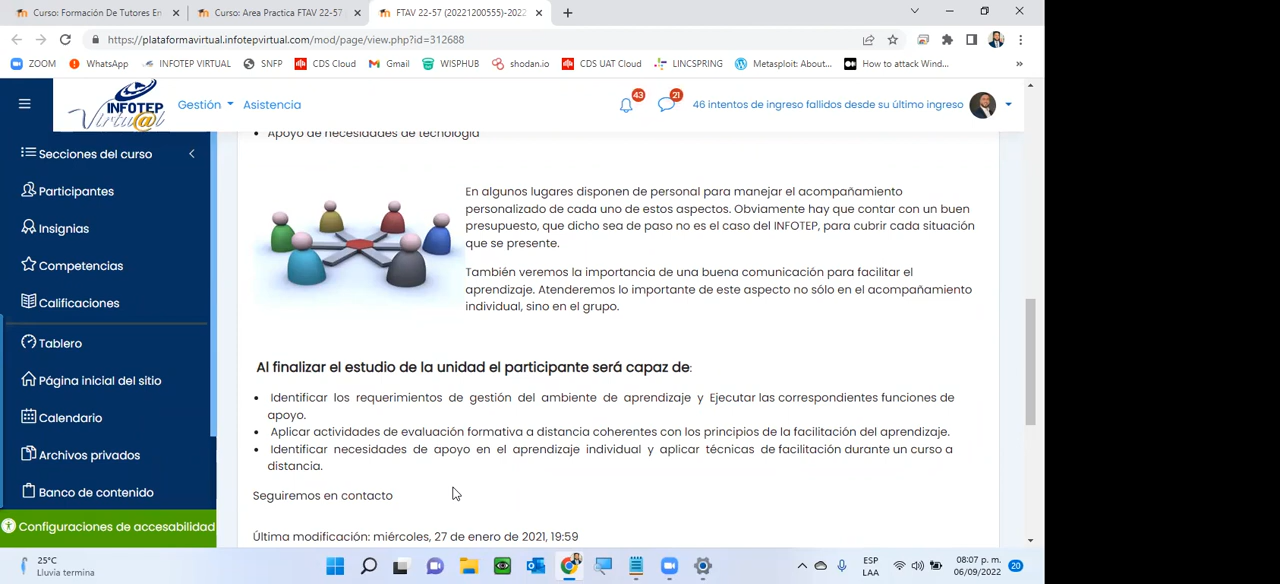 Curso: Formación De Tutores En
Curso: Area Practica FTAV 22-57
FTAV 22-57 (20221200555)-2022
https://plataformavirtual.infotepvirtual.com/mod/page/view.php?id=312688
ZOOM
WhatsApp
INFOTEP VIRTUAL
SNFP
CDS Cloud
Gmail
WISPHUB
shodan.io
CDS UAT Cloud
LINCSPRING
Metasploit: About...
How to attack Wind...
»
INFOTEP
Virtu@l
Gestión
Asistencia
43
21
46 intentos de ingreso fallidos desde su último ingreso
Secciones del curso
Participantes
Insignias
Competencias
Calificaciones
Tablero
Página inicial del sitio
Calendario
Archivos privados
Banco de contenido
Configuraciones de accesabilidad
• Apoyo de necesidades de tecnología
En algunos lugares disponen de personal para manejar el acompañamiento
personalizado de cada uno de estos aspectos. Obviamente hay que contar con un buen
presupuesto, que dicho sea de paso no es el caso del INFOTEP, para cubrir cada situación
que se presente.
También veremos la importancia de una buena comunicación para facilitar el
aprendizaje. Atenderemos lo importante de este aspecto no sólo en el acompañamiento
individual, sino en el grupo.
Al finalizar el estudio de la unidad el participante será capaz de:
• Identificar los requerimientos de gestión del ambiente de aprendizaje y Ejecutar las correspondientes funciones de
apoyo.
• Aplicar actividades de evaluación formativa a distancia coherentes con los principios de la facilitación del aprendizaje.
• Identificar necesidades de apoyo en el aprendizaje individual y aplicar técnicas de facilitación durante un curso a
distancia.
Seguiremos en contacto
Última modificación: miércoles, 27 de enero de 2021, 19:59
25°C
Lluvia termina
ESP
LAA
08:07 p. m.
06/09/2022
20